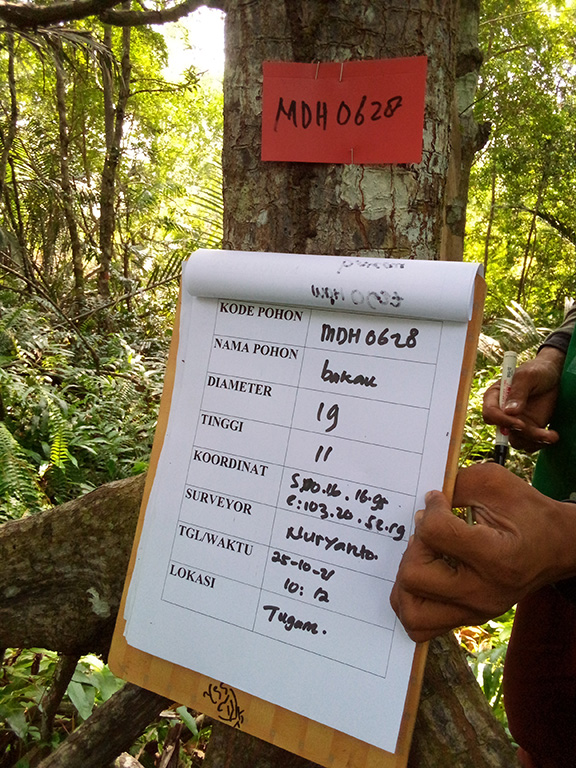 MDH 0628
KODE POHON MDH 0628
NAMA POHON bakau
DIAMETER 19
TINGGI 11
KOORDINAT S:00.16.16.95
E:103.20.52.59
SURVEYOR Nuryanto.
TGL/WAKTU 25-10-21
10:12
LOKASI Tugam.